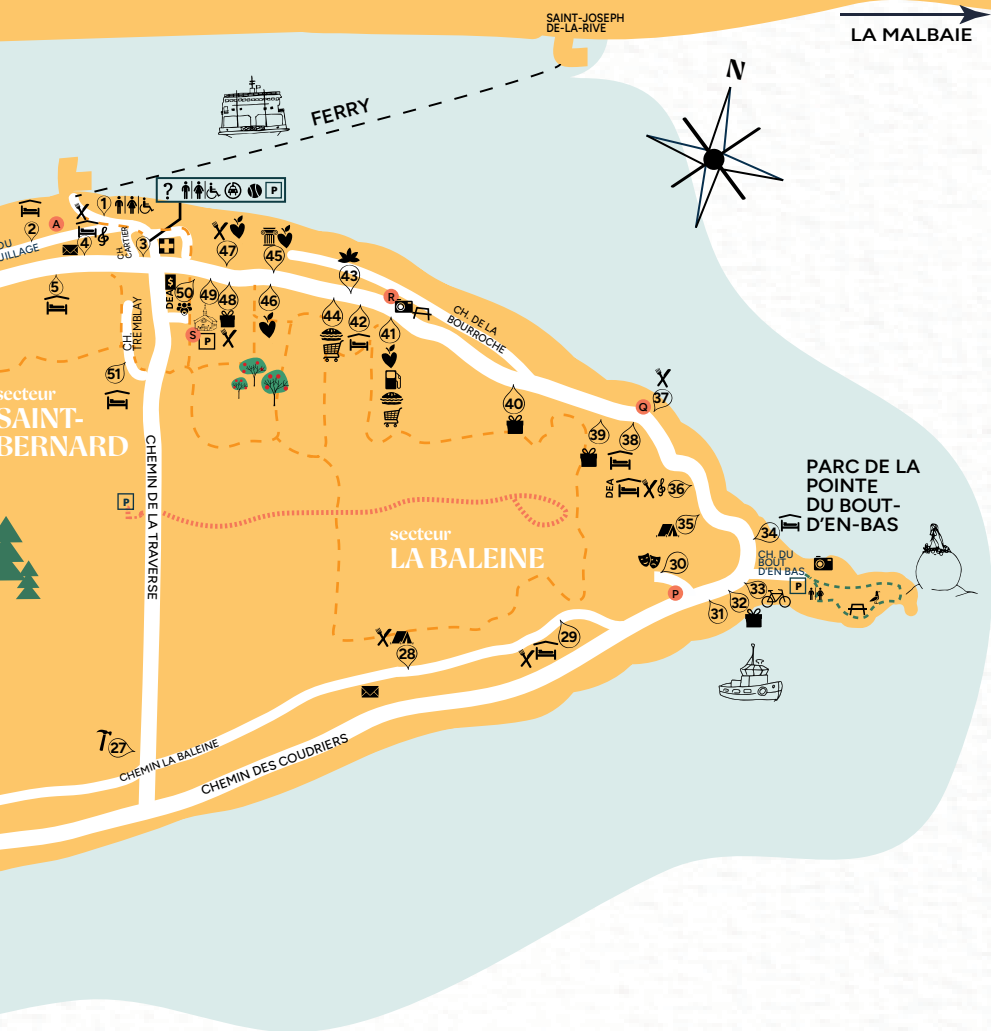 SAINT-JOSEPH
DE-LA-RIVE
LA MALBAIE
N
FERRY
? P
1
2
A
4
CH.
CARTIER
3
DU
UILLAGE
5
47
45
43
DEA
$
50
49
48
46
R
CH. DE LA
BOURROCHE
44
42
41
S
P
CH.
TREMBLAY
51
40
37
Q
39
38
secteur
SAINT-
BERNARD
CHEMIN DE LA TRAVERSE
P
DEA
36
35
PARC DE LA
POINTE
DU BOUT-
D'EN-BAS
34
secteur
LA BALEINE
30
CH. DU
BOUT
D'EN BAS
P
P
33
32
31
29
28
27
CHEMIN LA BALEINE
CHEMIN DES COUDRIERS